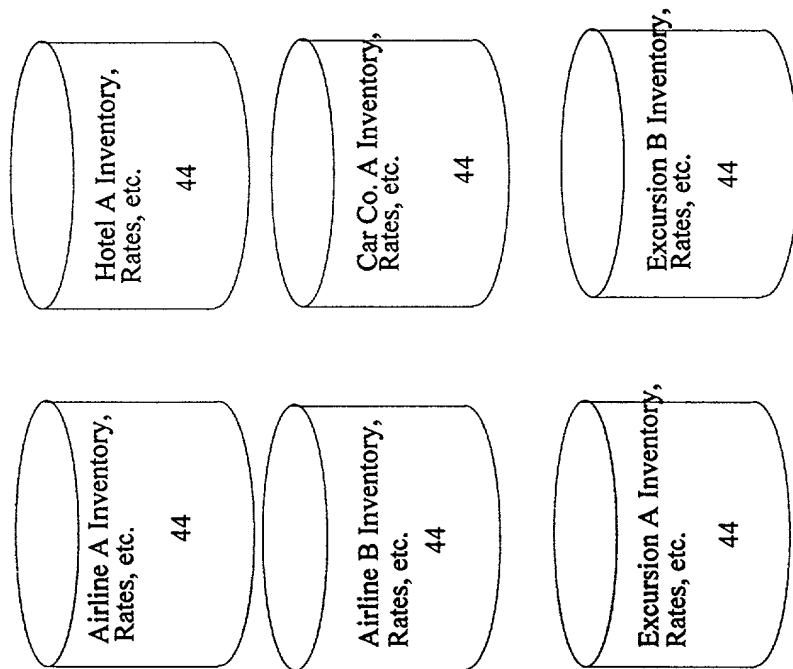 Airline A Inventory,
Rates, etc.
44
Hotel A Inventory,
Rates, etc.
44
Airline B Inventory,
Rates, etc.
44
Car Co. A Inventory,
Rates, etc.
44
Excursion A Inventory,
Rates, etc.
44
Excursion B Inventory,
Rates, etc.
44